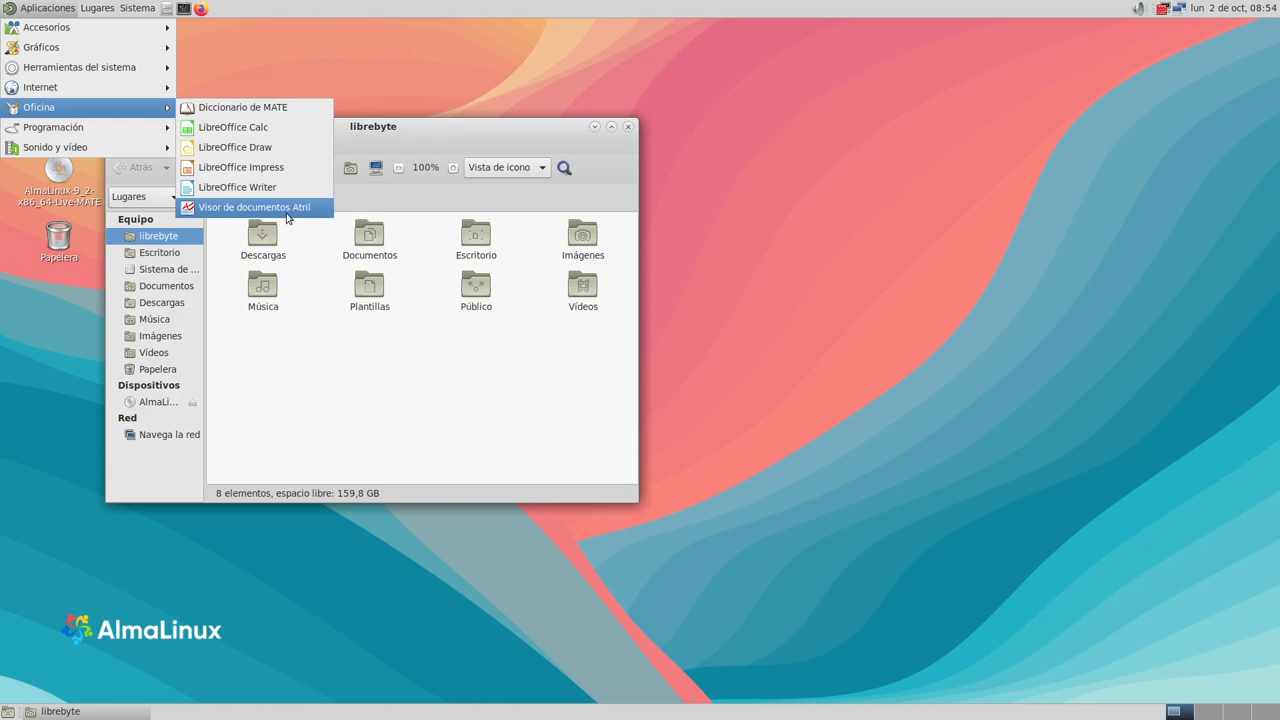 Aplicaciones Lugares Sistema
lun 2 de oct, 08:54
Accesorios
Gráficos
Herramientas del sistema
Internet
Oficina
Programación
Sonido y vídeo
Diccionario de MATE
LibreOffice Calc
LibreOffice Draw
LibreOffice Impress
LibreOffice Writer
Visor de documentos Atril
AlmaLinux-9_2-
x86_64-Live-MATE
Papelera
librebyte
Atrás
100%
Vista de icono
Lugares
Equipo
librebyte
Escritorio
Sistema de ...
Documentos
Descargas
Música
Imágenes
Vídeos
Papelera
Dispositivos
AlmaLi...
Red
Navega la red
Descargas
Documentos
Escritorio
Imágenes
Música
Plantillas
Público
Vídeos
8 elementos, espacio libre: 159,8 GB
AlmaLinux
librebyte